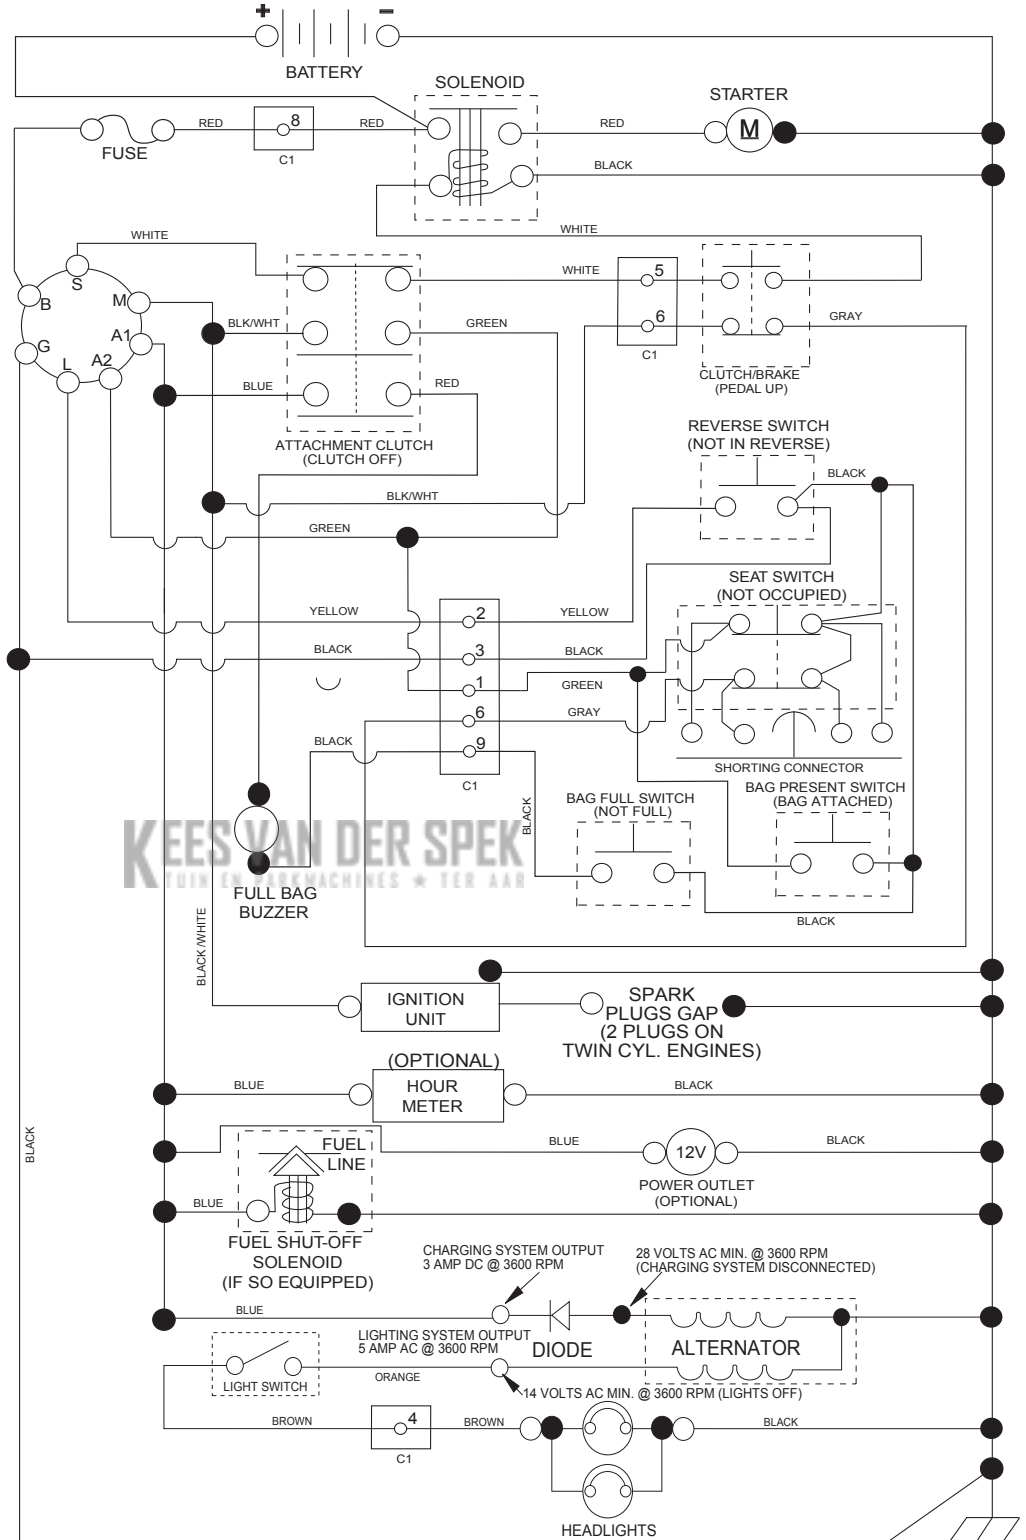 + −
BATTERY
SOLENOID
STARTER
RED
8
RED
RED
M
FUSE
C1
BLACK
WHITE
WHITE
S
WHITE
5
B
M
BLK/WHT
GREEN
6
GRAY
A1
G
C1
L
A2
BLUE
RED
CLUTCH/BRAKE
(PEDAL UP)
ATTACHMENT CLUTCH
(CLUTCH OFF)
REVERSE SWITCH
(NOT IN REVERSE)
BLACK
BLK/WHT
GREEN
SEAT SWITCH
(NOT OCCUPIED)
YELLOW
2
YELLOW
BLACK
3
BLACK
1
GREEN
6
GRAY
BLACK
9
C1
SHORTING CONNECTOR
BAG FULL SWITCH
(NOT FULL)
BAG PRESENT SWITCH
(BAG ATTACHED)
BLACK
KEES VAN DER SPEK
TUIN EN PARKMACHINES ★ TER AAR
FULL BAG
BUZZER
BLACK
BLACK/WHITE
IGNITION
UNIT
SPARK
PLUGS GAP
(2 PLUGS ON
TWIN CYL. ENGINES)
(OPTIONAL)
BLUE
HOUR
METER
BLACK
BLACK
FUEL
LINE
BLUE
12V
BLACK
POWER OUTLET
(OPTIONAL)
BLUE
FUEL SHUT-OFF
SOLENOID
(IF SO EQUIPPED)
CHARGING SYSTEM OUTPUT
3 AMP DC @ 3600 RPM
28 VOLTS AC MIN. @ 3600 RPM
(CHARGING SYSTEM DISCONNECTED)
BLUE
LIGHTING SYSTEM OUTPUT
5 AMP AC @ 3600 RPM
DIODE
ALTERNATOR
LIGHT SWITCH
ORANGE
14 VOLTS AC MIN. @ 3600 RPM (LIGHTS OFF)
BROWN
4
BROWN
BLACK
C1
HEADLIGHTS